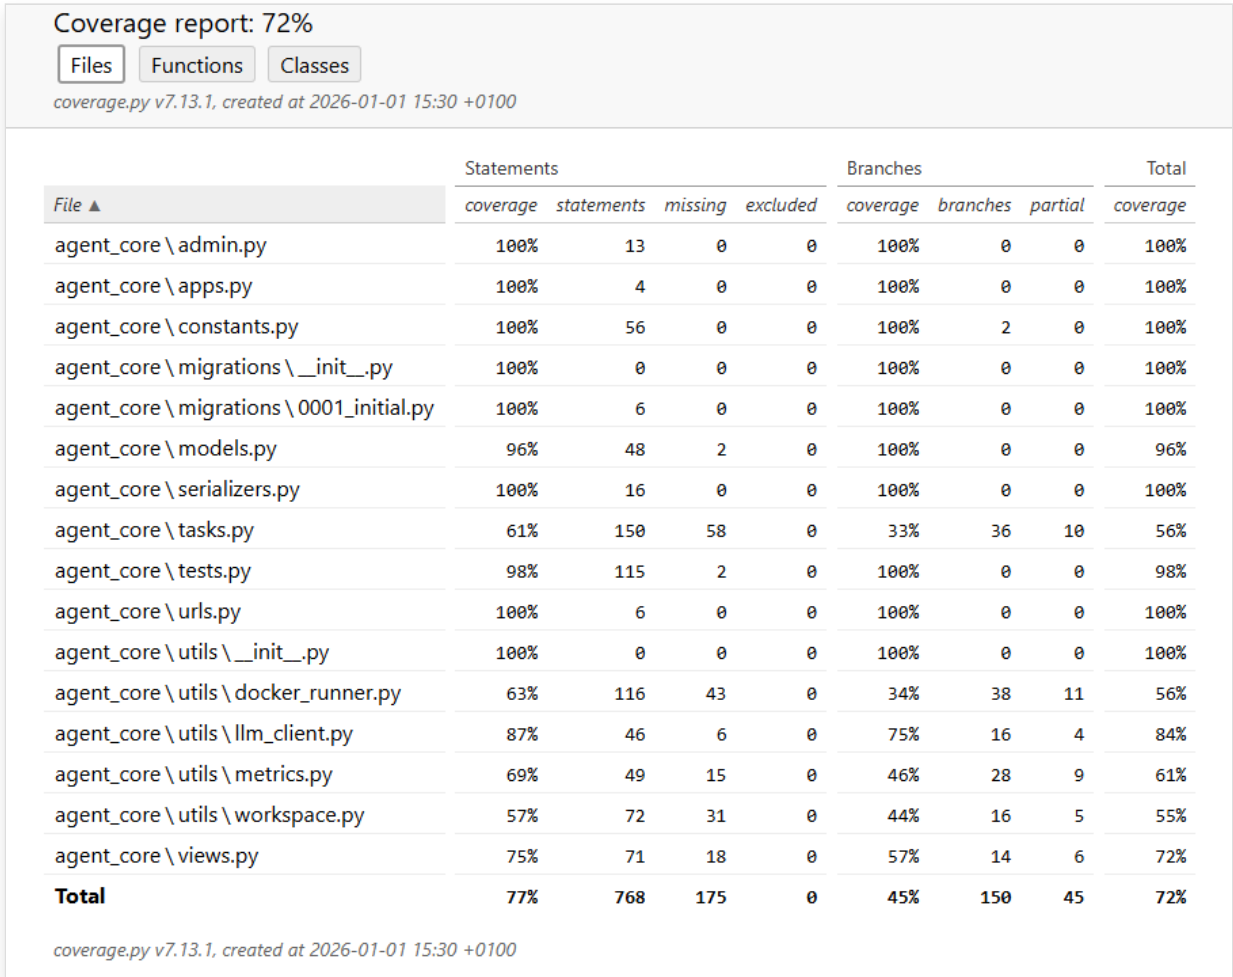 Coverage report: 72%
Files Functions Classes
coverage.py v7.13.1, created at 2026-01-01 15:30 +0100
Statements Branches Total
File ▲ coverage statements missing excluded coverage branches partial coverage
agent_core \ admin.py 100% 13 0 0 100% 0 0 100%
agent_core \ apps.py 100% 4 0 0 100% 0 0 100%
agent_core \ constants.py 100% 56 0 0 100% 2 0 100%
agent_core \ migrations \ __init__.py 100% 0 0 0 100% 0 0 100%
agent_core \ migrations \ 0001_initial.py 100% 6 0 0 100% 0 0 100%
agent_core \ models.py 96% 48 2 0 100% 0 0 96%
agent_core \ serializers.py 100% 16 0 0 100% 0 0 100%
agent_core \ tasks.py 61% 150 58 0 33% 36 10 56%
agent_core \ tests.py 98% 115 2 0 100% 0 0 98%
agent_core \ urls.py 100% 6 0 0 100% 0 0 100%
agent_core \ utils \ __init__.py 100% 0 0 0 100% 0 0 100%
agent_core \ utils \ docker_runner.py 63% 116 43 0 34% 38 11 56%
agent_core \ utils \ llm_client.py 87% 46 6 0 75% 16 4 84%
agent_core \ utils \ metrics.py 69% 49 15 0 46% 28 9 61%
agent_core \ utils \ workspace.py 57% 72 31 0 44% 16 5 55%
agent_core \ views.py 75% 71 18 0 57% 14 6 72%
Total 77% 768 175 0 45% 150 45 72%
coverage.py v7.13.1, created at 2026-01-01 15:30 +0100